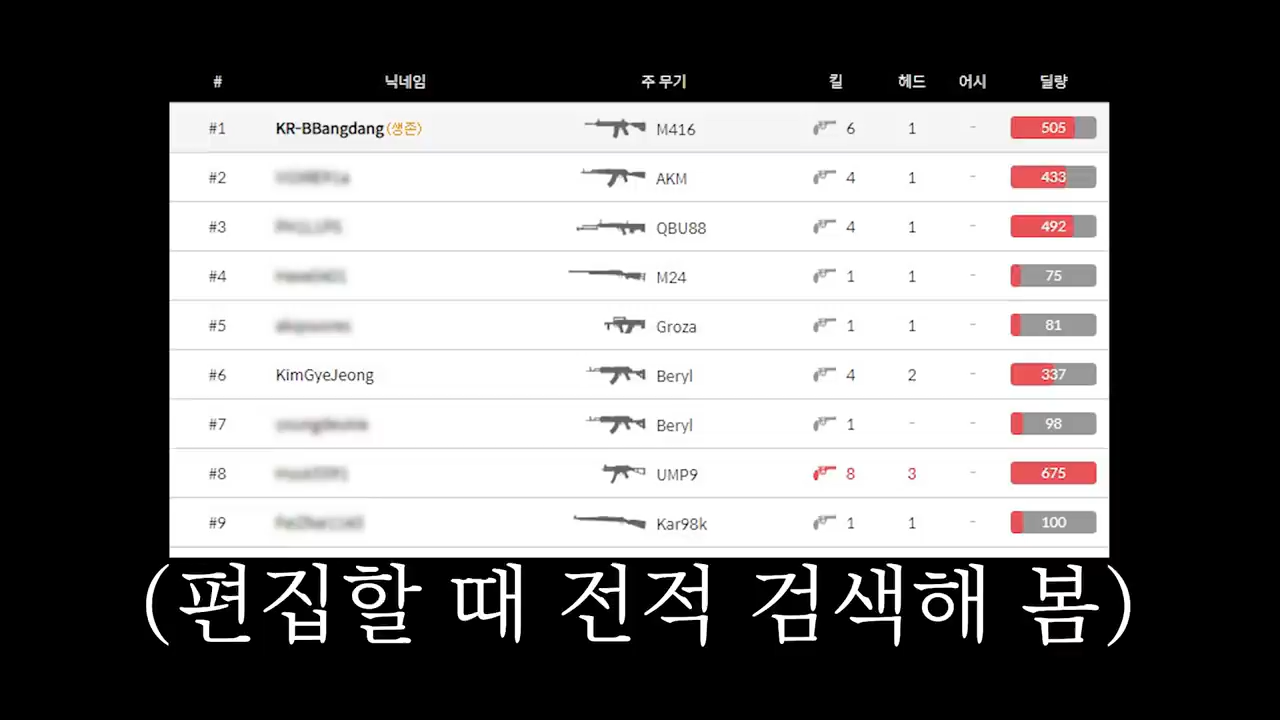 # 닉네임 주 무기 킬 헤드 어시 딜량
#1 KR-BBangdang(생존) M416 6 1 - 505
#2 AKM 4 1 - 433
#3 QBU88 4 1 - 492
#4 M24 1 1 - 75
#5 Groza 1 1 - 81
#6 KimGyeJeong Beryl 4 2 - 337
#7 Beryl 1 - - 98
#8 UMP9 8 3 - 675
#9 Kar98k 1 1 - 100
(편집할 때 전적 검색해 봄)